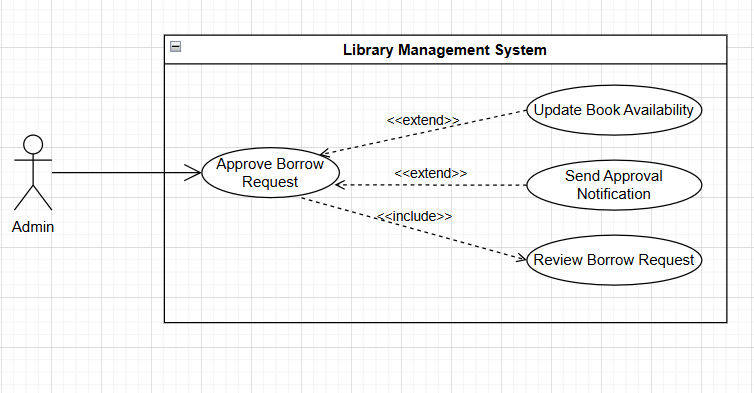 Library Management System
<<extend>>
Update Book Availability
Approve Borrow
Request
<<extend>>
Send Approval
Notification
<<include>>
Review Borrow Request
Admin